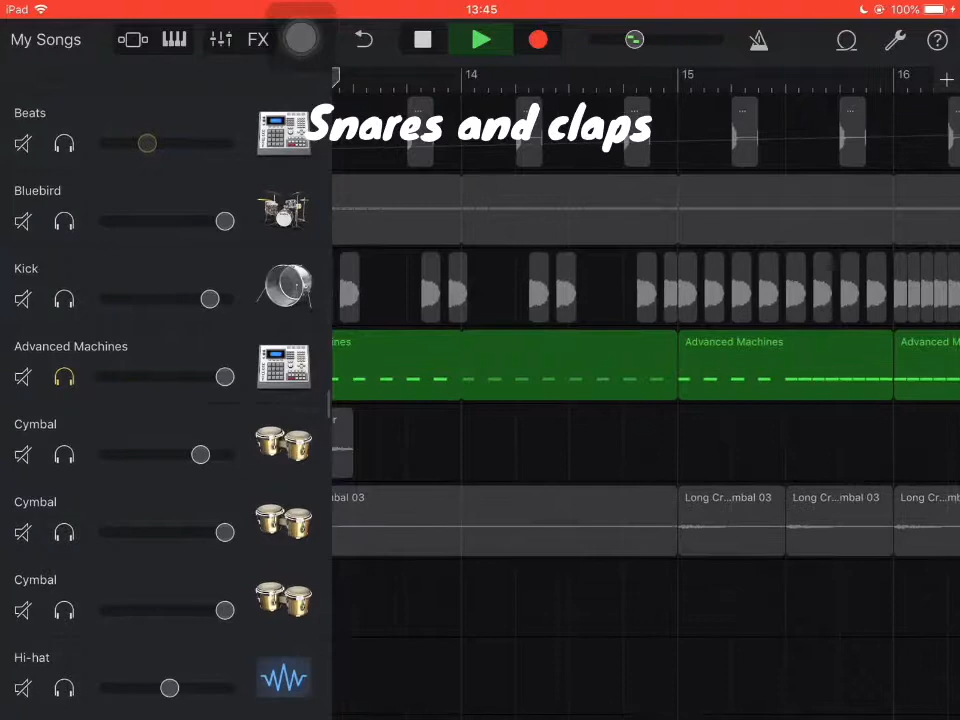 iPad
13:45
100%
My Songs
FX
14
15
16
Snares and claps
Beats
Bluebird
Kick
Advanced Machines
nes
Advanced Machines
Advanced M
Cymbal
Cymbal
bal 03
Long Cr...mbal 03
Long Cr...mbal 03
Long Cr...
Cymbal
Hi-hat